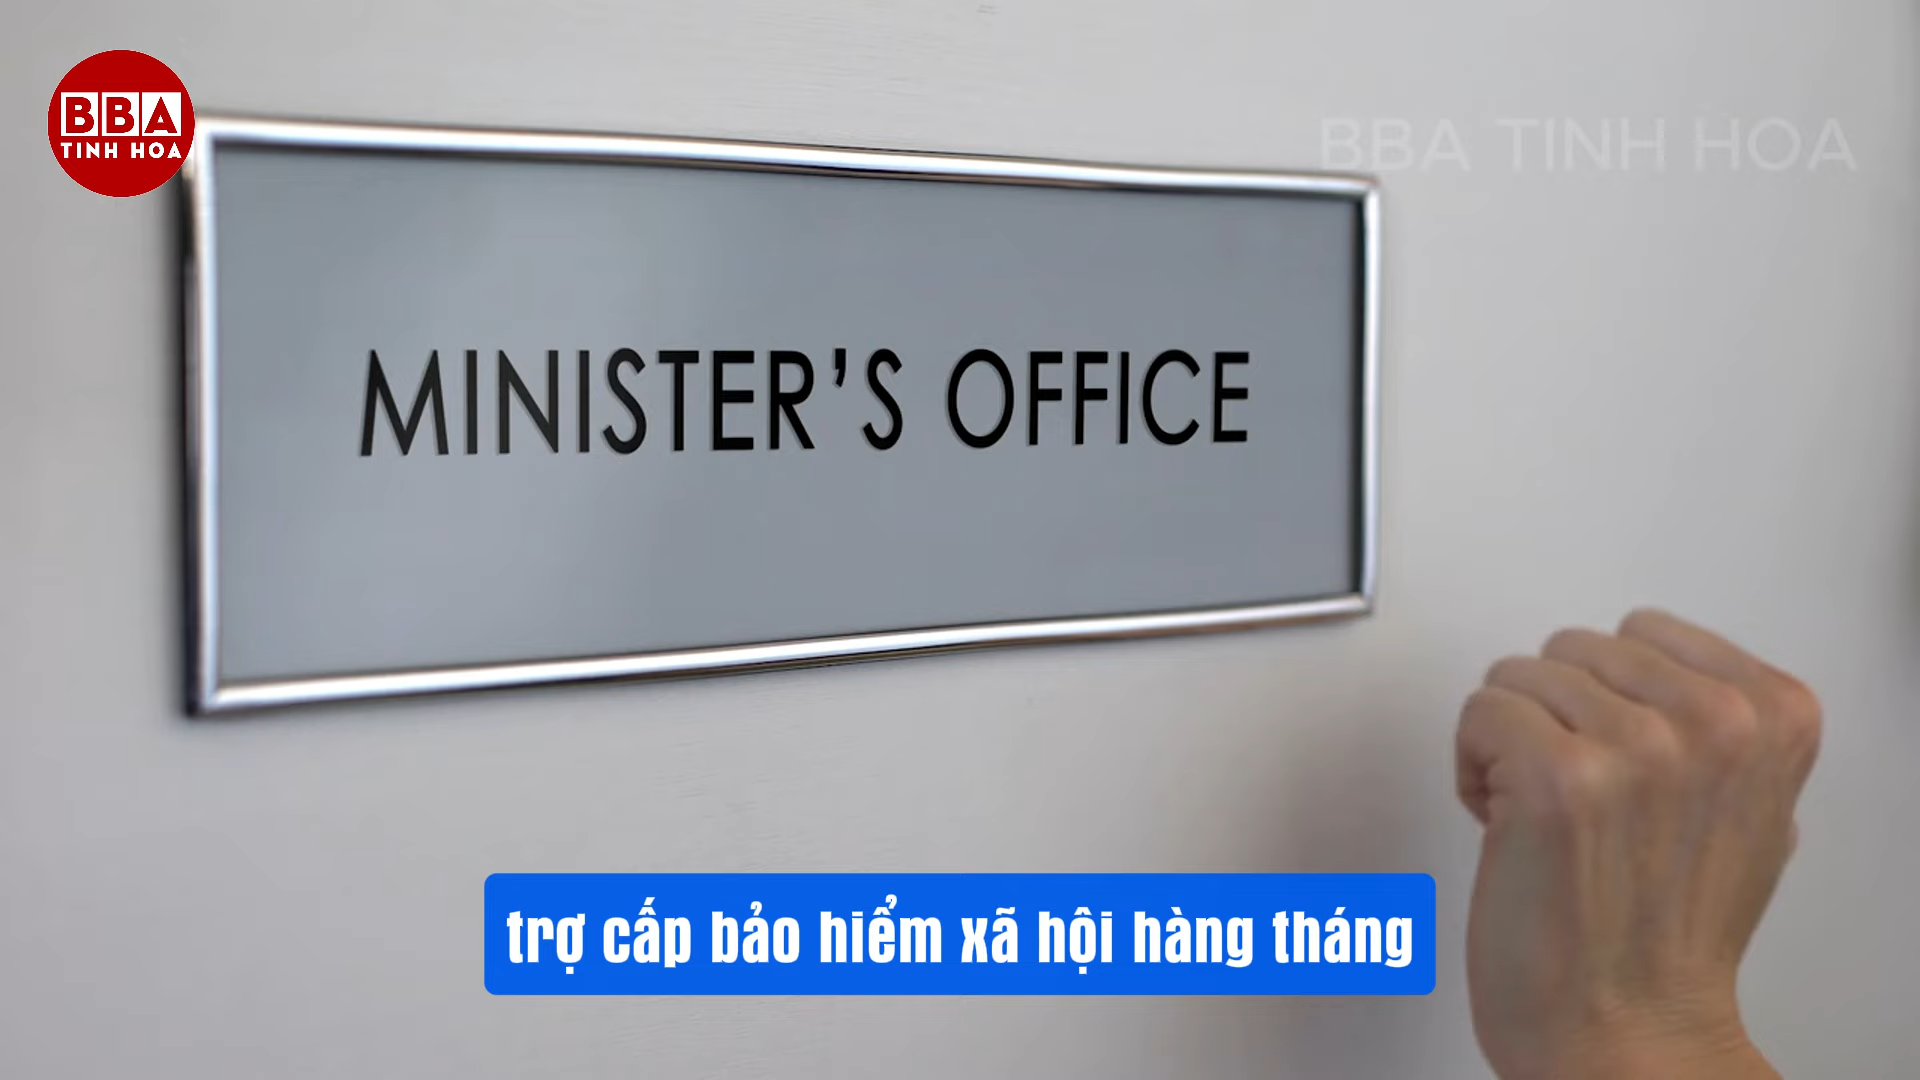 BBA
TINH HOA
BBA TINH HOA
MINISTER'S OFFICE
trợ cấp bảo hiểm xã hội hàng tháng